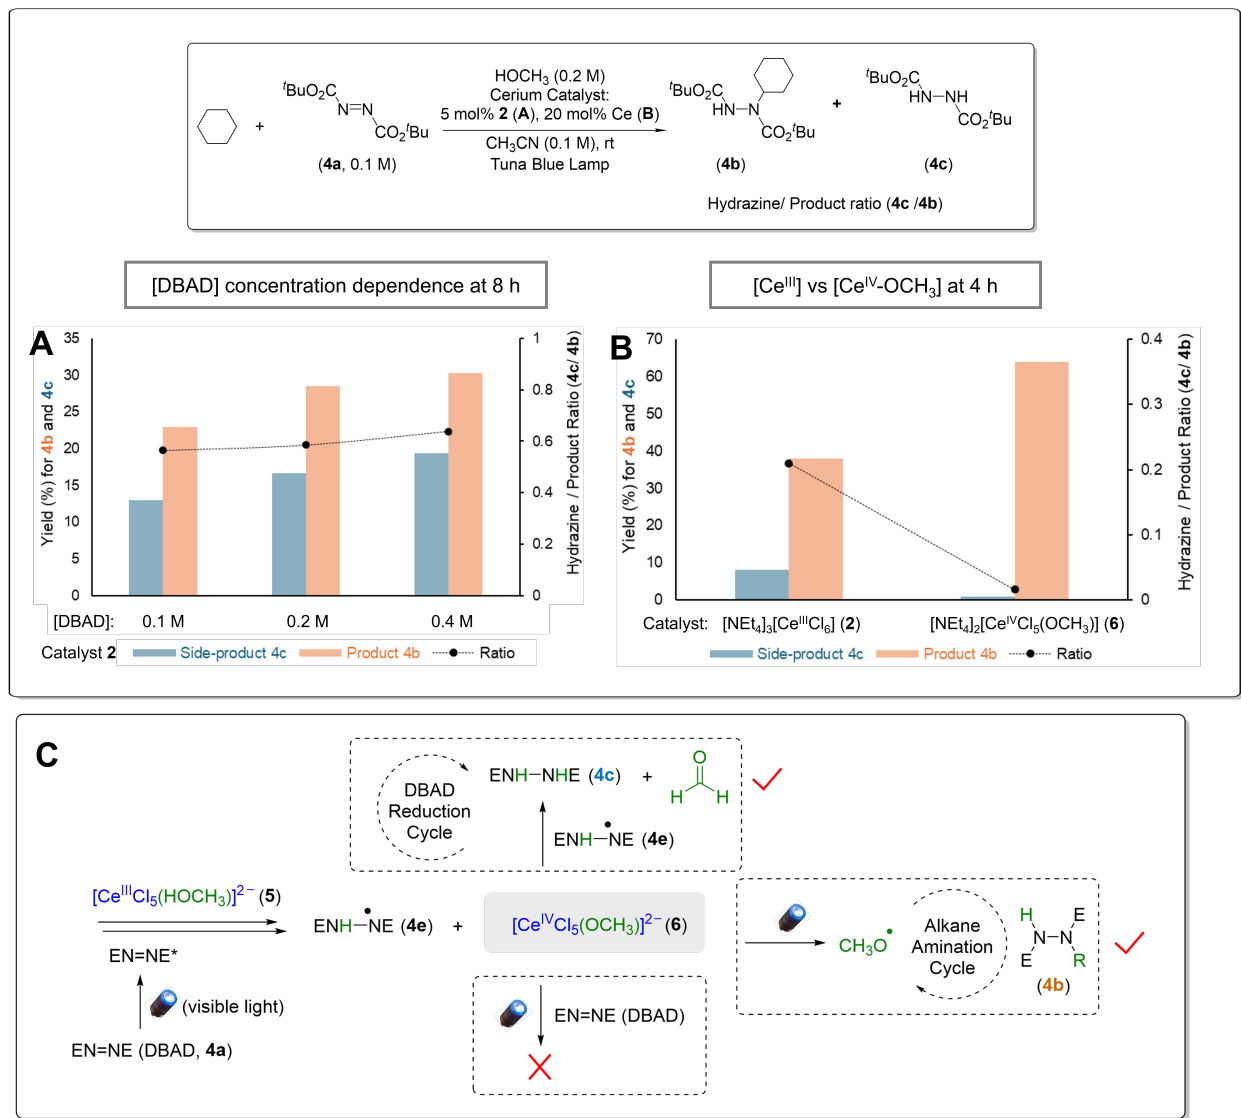 HOCH₃ (0.2 M)
Cerium Catalyst:
5 mol% 2 (A), 20 mol% Ce (B)
CH₃CN (0.1 M), rt
Tuna Blue Lamp
+
ᵗBuO₂C
N=N
CO₂ᵗBu
(4a, 0.1 M)
ᵗBuO₂C
HN–N
CO₂ᵗBu
(4b)
+
ᵗBuO₂C
HN–NH
CO₂ᵗBu
(4c)
Hydrazine/ Product ratio (4c /4b)
[DBAD] concentration dependence at 8 h
[Ceᴵᴵᴵ] vs [Ceᴵⱽ-OCH₃] at 4 h
A
Yield (%) for 4b and 4c
35
30
25
20
15
10
5
0
1
0.8
0.6
0.4
0.2
0
Hydrazine / Product Ratio (4c/ 4b)
[DBAD]: 0.1 M 0.2 M 0.4 M
Catalyst 2 Side-product 4c Product 4b Ratio
B
Yield (%) for 4b and 4c
70
60
50
40
30
20
10
0
0.4
0.3
0.2
0.1
0
Hydrazine / Product Ratio (4c/ 4b)
Catalyst: [NEt₄]₃[CeᴵᴵᴵCl₆] (2) [NEt₄]₂[CeᴵⱽCl₅(OCH₃)] (6)
Side-product 4c Product 4b Ratio
C
DBAD
Reduction
Cycle
ENH–NHE (4c) +
O
H H
ENH–N•E (4e)
[CeᴵᴵᴵCl₅(HOCH₃)]²⁻ (5)
EN=NE*
(visible light)
EN=NE (DBAD, 4a)
ENH–N•E (4e) + [CeᴵⱽCl₅(OCH₃)]²⁻ (6)
EN=NE (DBAD)
CH₃O•
Alkane
Amination
Cycle
H E
N–N
E R
(4b)